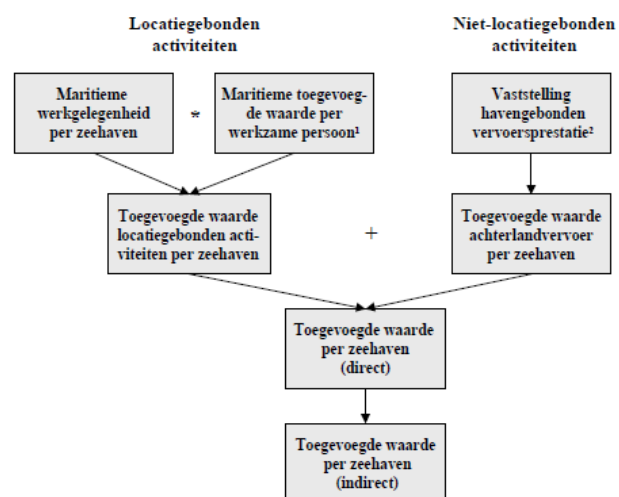 Locatiegebonden
activiteiten
Niet-locatiegebonden
activiteiten
Maritieme
werkgelegenheid
per zeehaven
*
Maritieme toegevoeg-
de waarde per
werkzame persoon¹
Vaststelling
havengebonden
vervoersprestatie²
Toegevoegde waarde
locatiegebonden acti-
viteiten per zeehaven
+
Toegevoegde waarde
achterlandvervoer
per zeehaven
Toegevoegde waarde
per zeehaven
(direct)
Toegevoegde waarde
per zeehaven
(indirect)